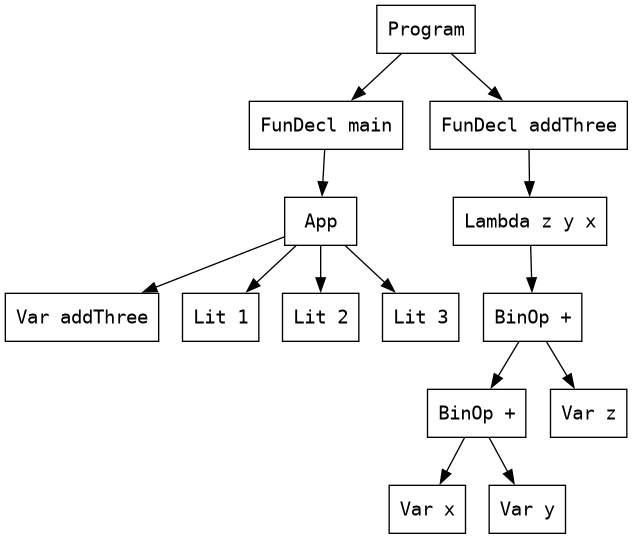 Program
FunDecl main
FunDecl addThree
App
Lambda z y x
Var addThree
Lit 1
Lit 2
Lit 3
BinOp +
BinOp +
Var z
Var x
Var y